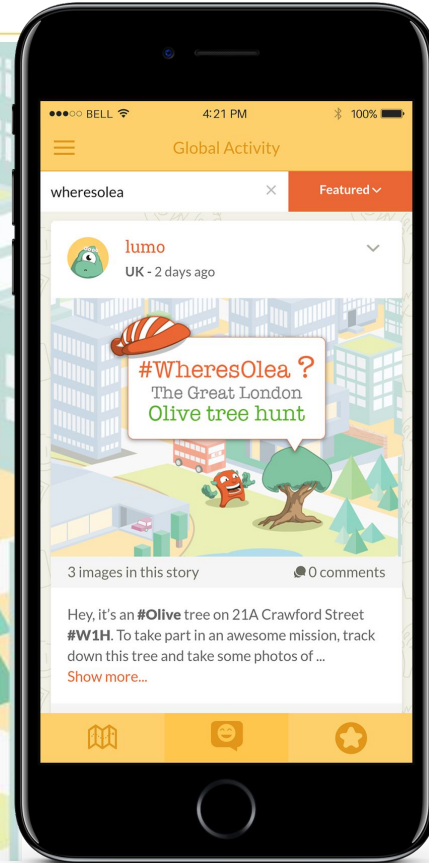 BELL 4:21 PM 100%
Global Activity
wheresolea × Featured
lumo
UK - 2 days ago
#WheresOlea ?
The Great London
Olive tree hunt
3 images in this story 0 comments
Hey, it's an #Olive tree on 21A Crawford Street
#W1H. To take part in an awesome mission, track
down this tree and take some photos of ...
Show more...